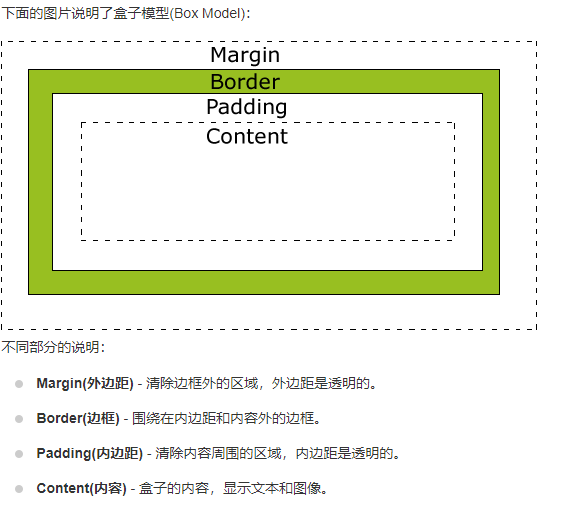 下面的图片说明了盒子模型(Box Model)：
Margin
Border
Padding
Content
不同部分的说明：
Margin(外边距) - 清除边框外的区域，外边距是透明的。
Border(边框) - 围绕在内边距和内容外的边框。
Padding(内边距) - 清除内容周围的区域，内边距是透明的。
Content(内容) - 盒子的内容，显示文本和图像。